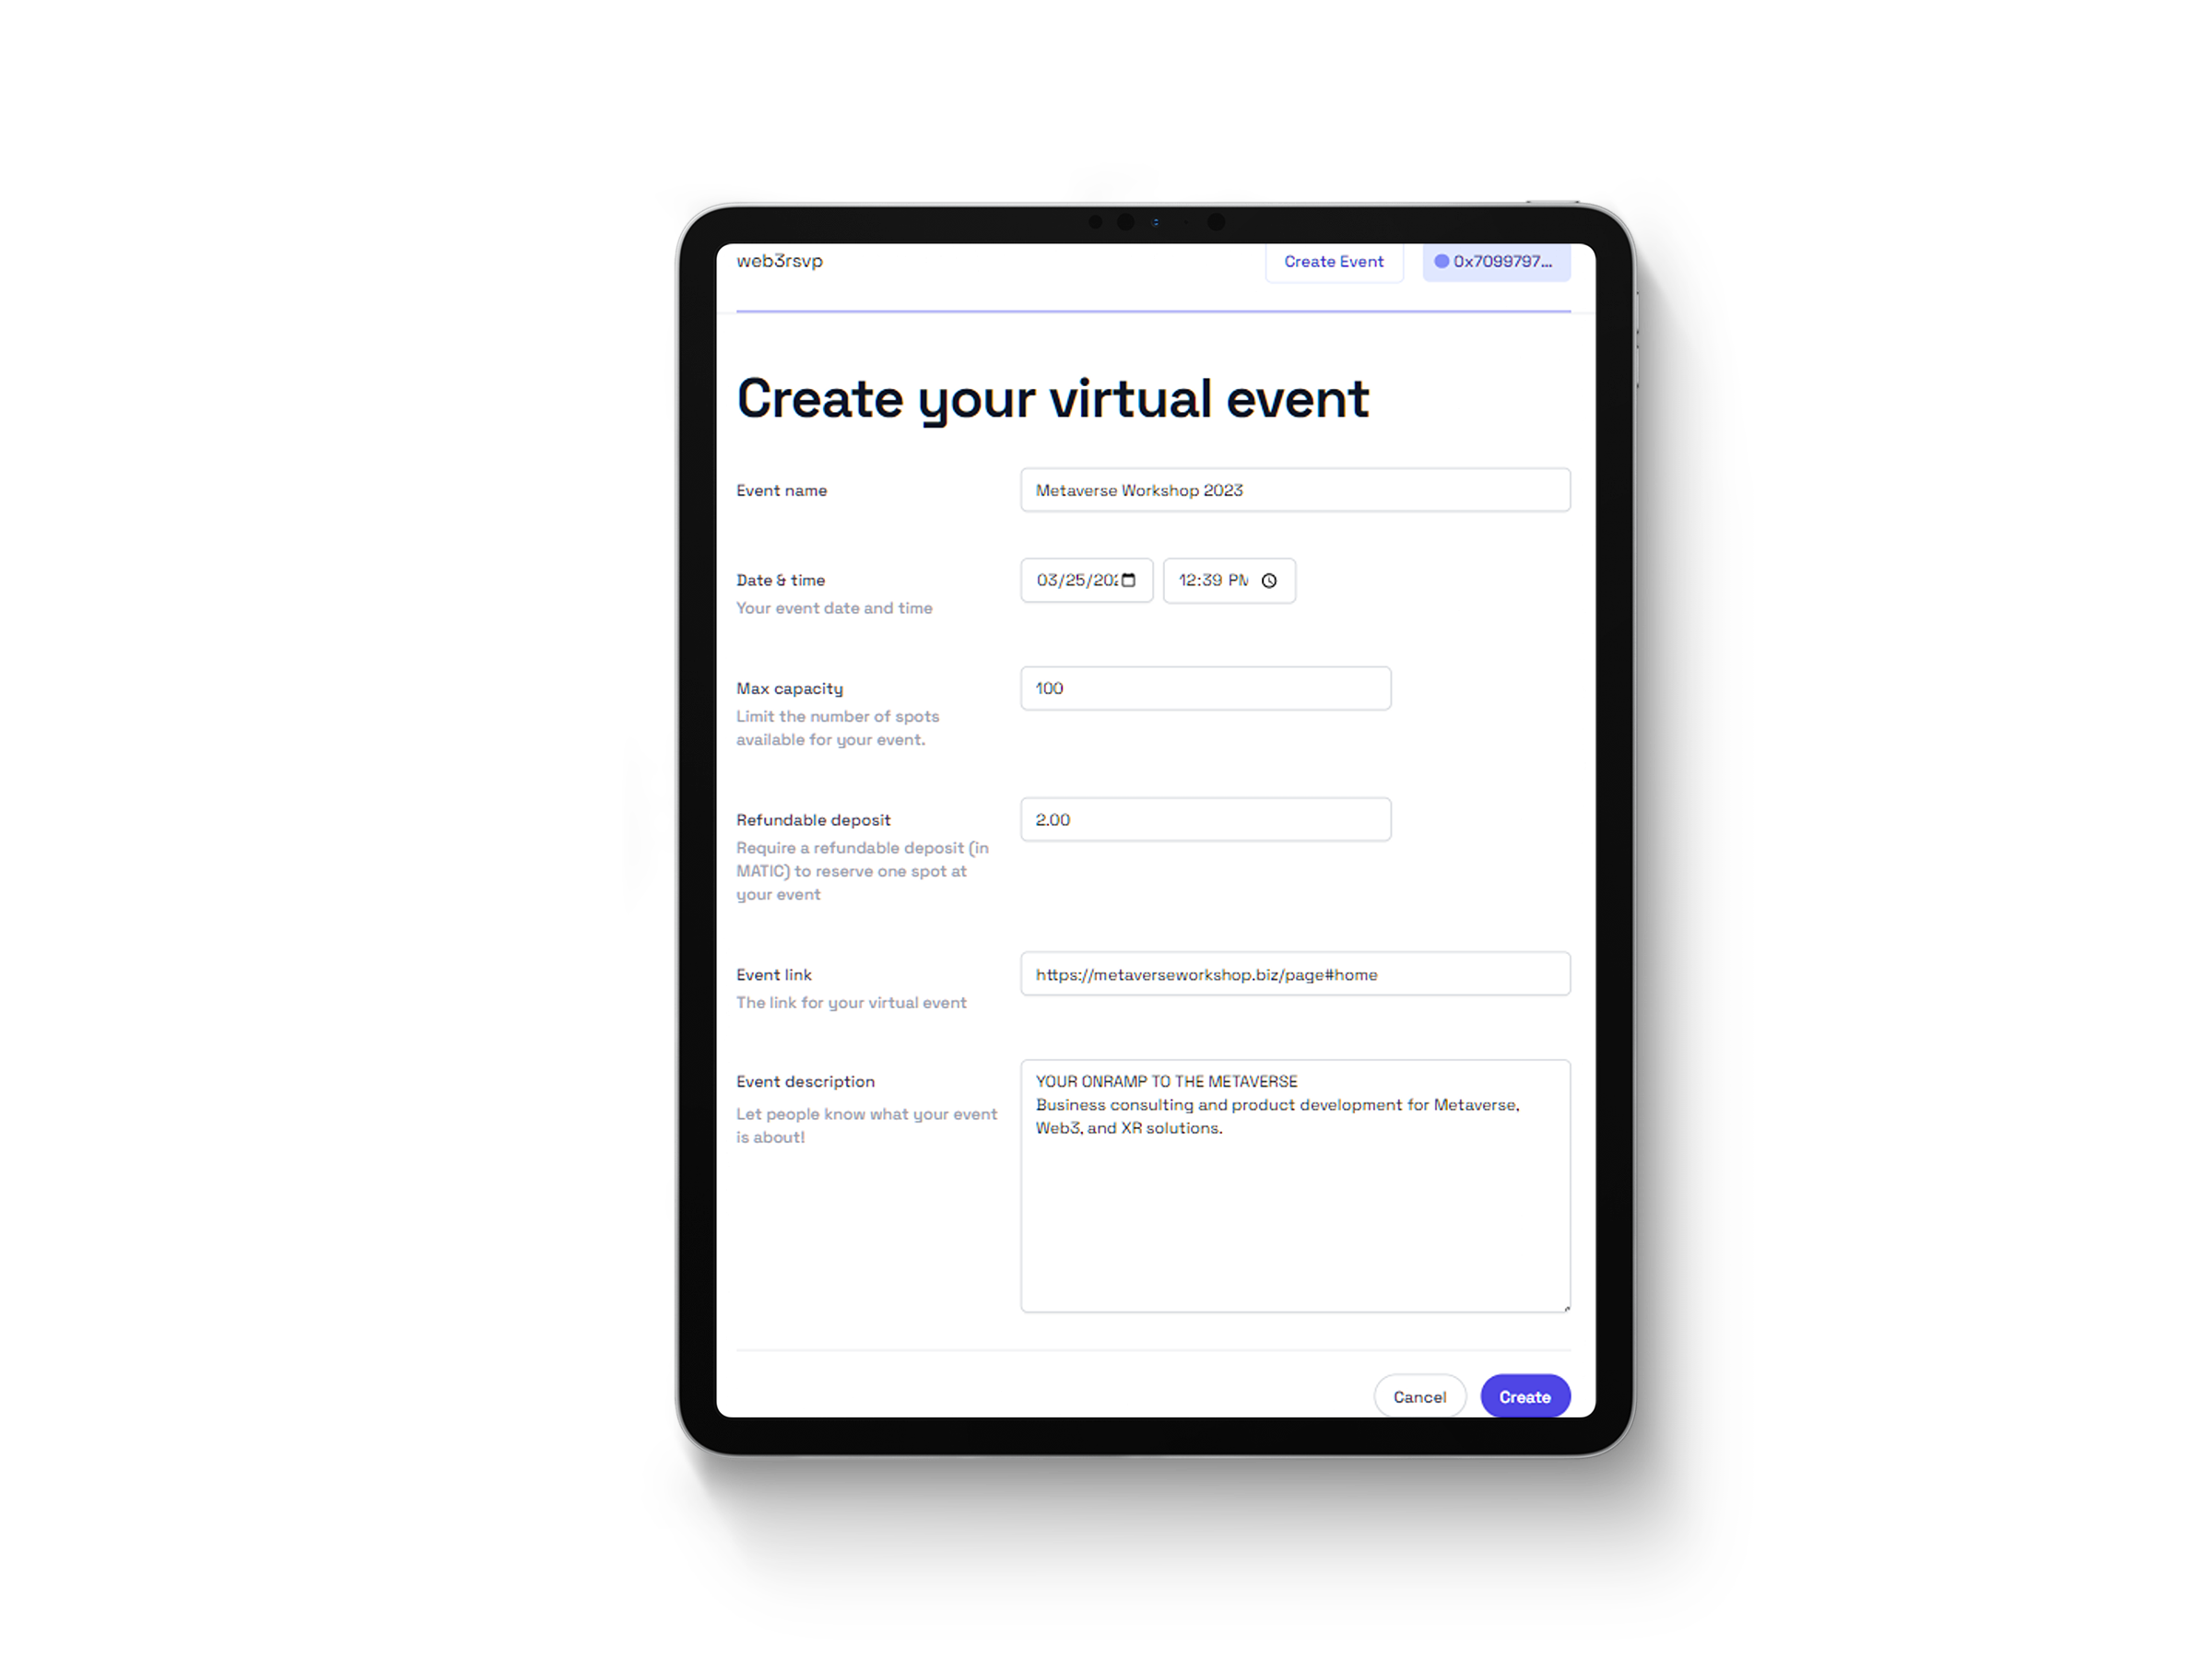 web3rsvp
Create Event
0x7099797...
Create your virtual event
Event name
Metaverse Workshop 2023
Date & time
Your event date and time
03/25/202
12:39 PM
Max capacity
Limit the number of spots
available for your event.
100
Refundable deposit
Require a refundable deposit (in
MATIC) to reserve one spot at
your event
2.00
Event link
The link for your virtual event
https://metaverseworkshop.biz/page#home
Event description
Let people know what your event
is about!
YOUR ONRAMP TO THE METAVERSE
Business consulting and product development for Metaverse,
Web3, and XR solutions.
Cancel
Create